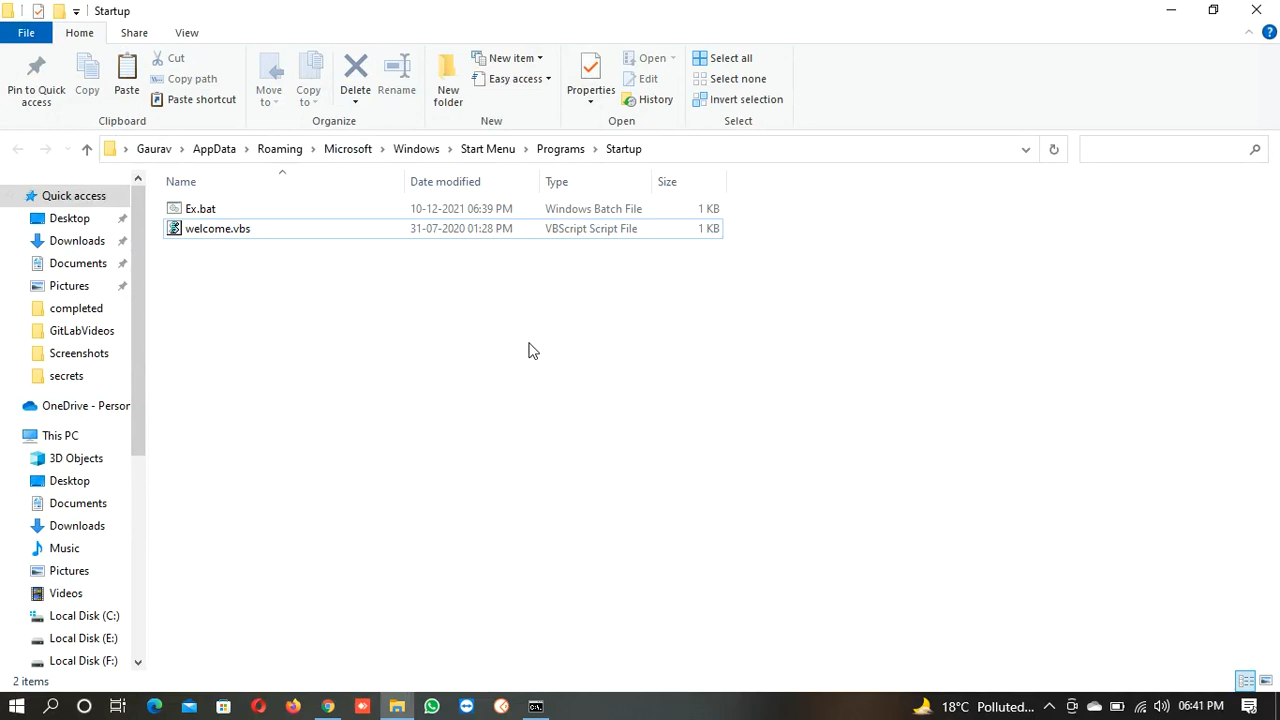 Startup
File Home Share View
Cut
Copy path
Paste shortcut
Pin to Quick access
Copy
Paste
Clipboard
Move to
Copy to
Delete
Rename
Organize
New folder
New item
Easy access
New
Properties
Open
Edit
History
Open
Select all
Select none
Invert selection
Select
Gaurav > AppData > Roaming > Microsoft > Windows > Start Menu > Programs > Startup
Name Date modified Type Size
Ex.bat 10-12-2021 06:39 PM Windows Batch File 1 KB
welcome.vbs 31-07-2020 01:28 PM VBScript Script File 1 KB
Quick access
Desktop
Downloads
Documents
Pictures
completed
GitLabVideos
Screenshots
secrets
OneDrive - Person
This PC
3D Objects
Desktop
Documents
Downloads
Music
Pictures
Videos
Local Disk (C:)
Local Disk (E:)
Local Disk (F:)
2 items
18°C Polluted... 06:41 PM